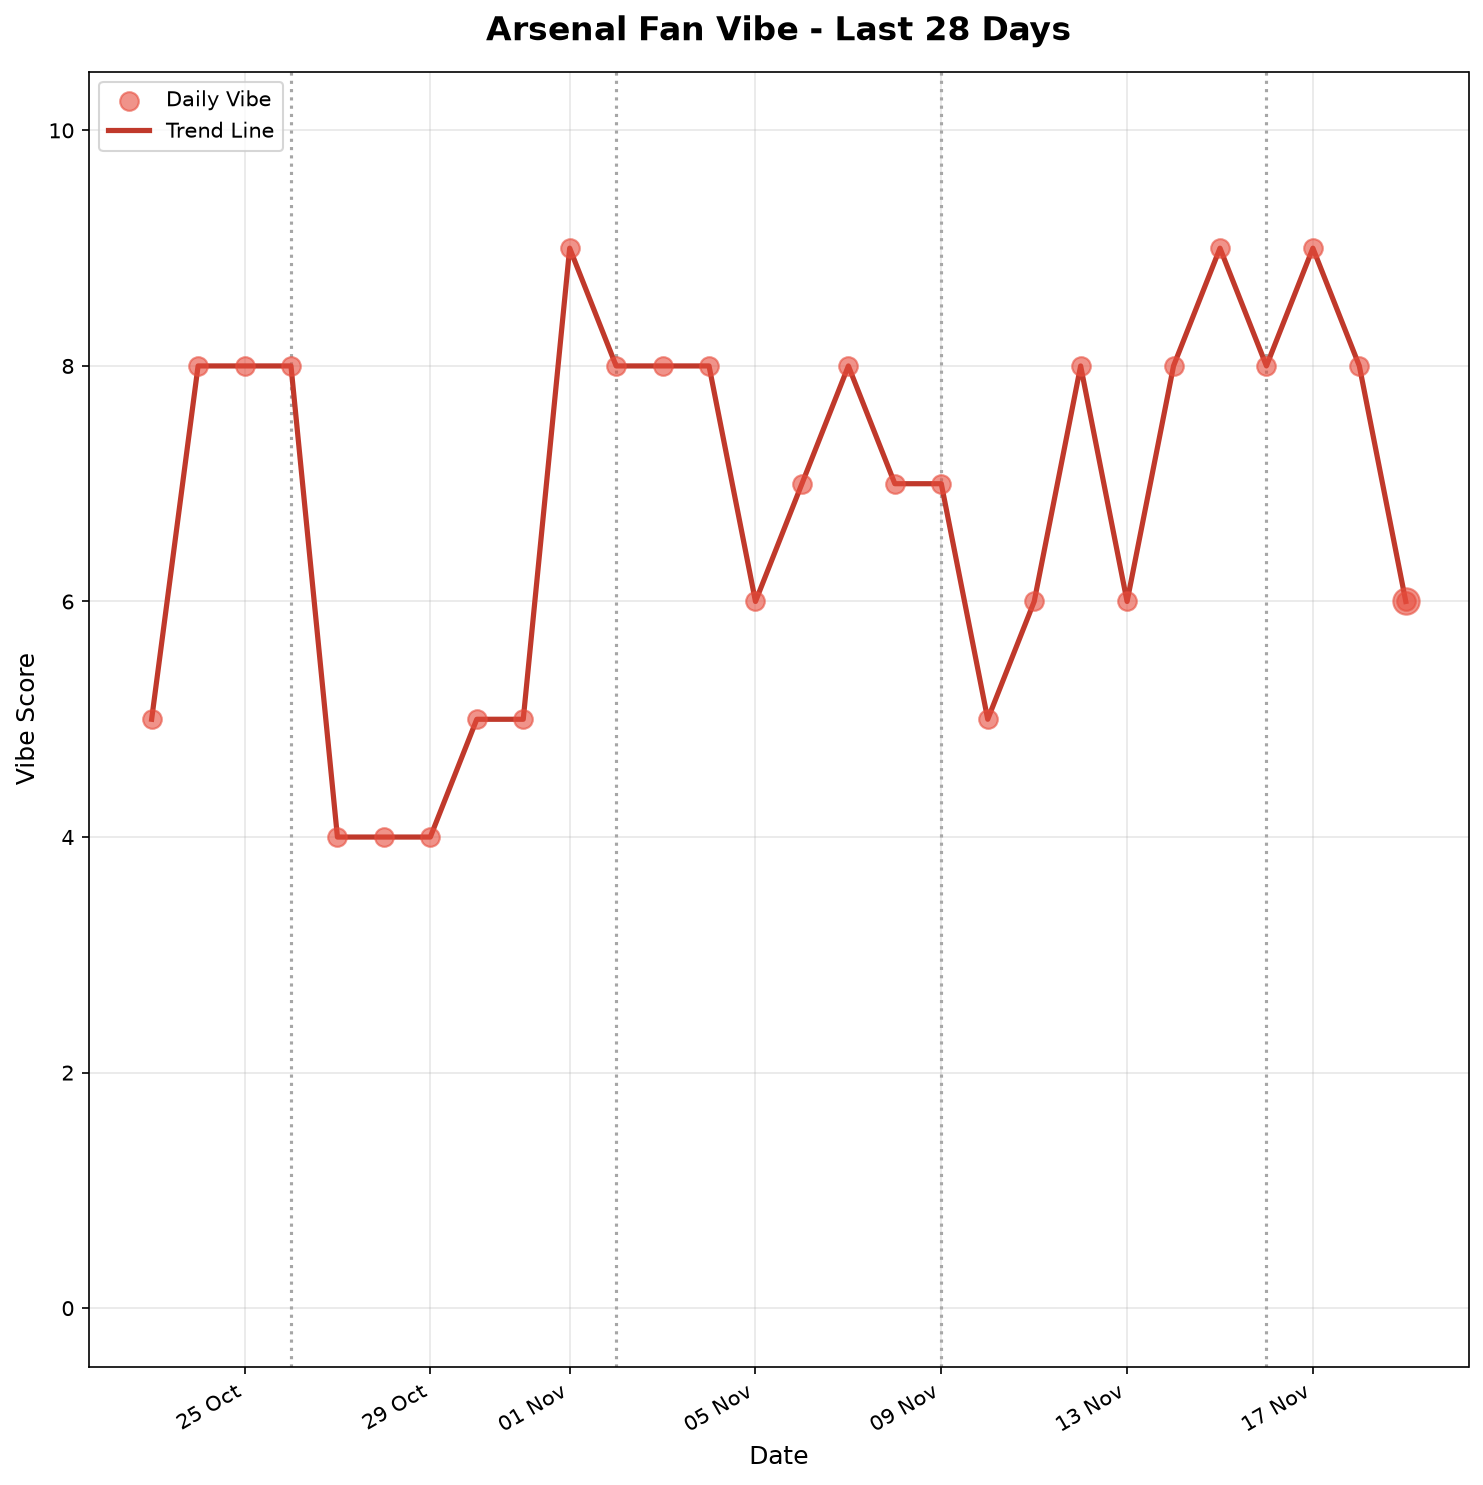 Arsenal Fan Vibe - Last 28 Days
Daily Vibe
Trend Line
10
8
6
4
2
0
Vibe Score
25 Oct
29 Oct
01 Nov
05 Nov
09 Nov
13 Nov
17 Nov
Date